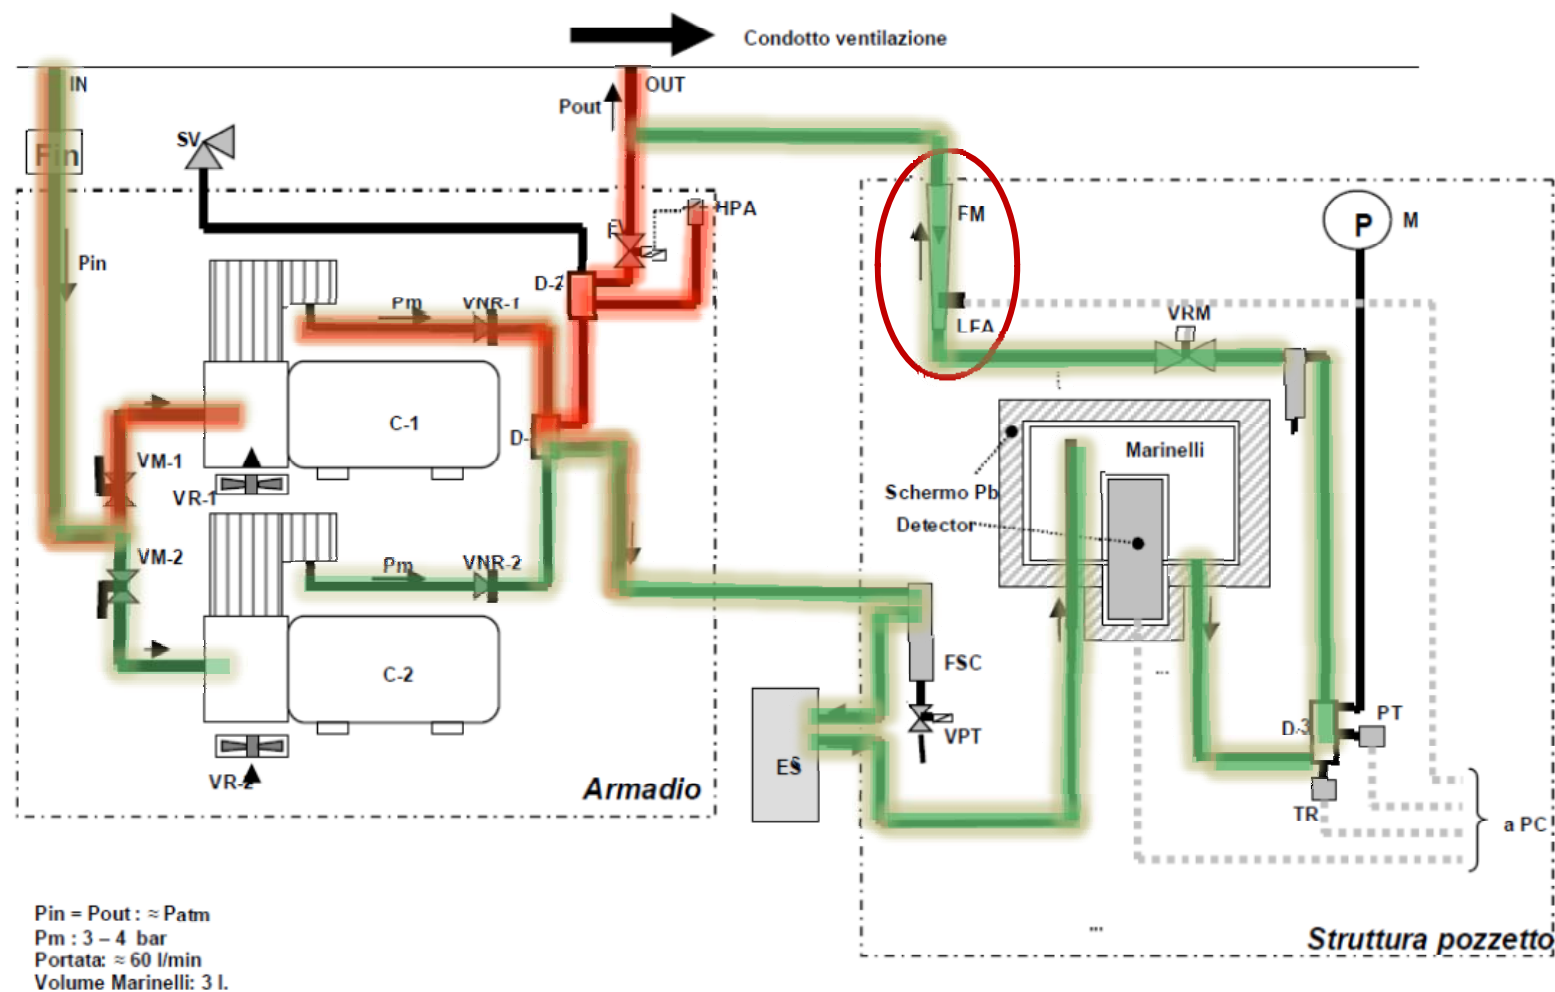 Condotto ventilazione
IN
OUT
Pout
SV
Fin
HPA
FM
P
M
Pin
D-2
Pm
VNR-1
LFA
VRM
C-1
D-
Marinelli
VM-1
VR-1
Schermo Pb
Detector
VM-2
Pm
VNR-2
C-2
FSC
VPT
D-3
PT
ES
VR-2
Armadio
TR
a PC
Pin = Pout : ≈ Patm
Pm : 3 – 4 bar
Portata: ≈ 60 l/min
Volume Marinelli: 3 l.
...
...
Struttura pozzetto